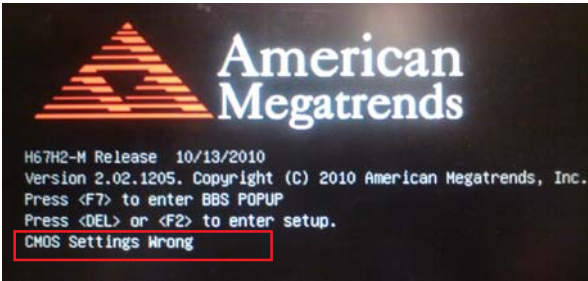 American
Megatrends
H67H2-M Release 10/13/2010
Version 2.02.1205. Copyright (C) 2010 American Megatrends, Inc.
Press <F7> to enter BBS POPUP
Press <DEL> or <F2> to enter setup.
CMOS Settings Wrong